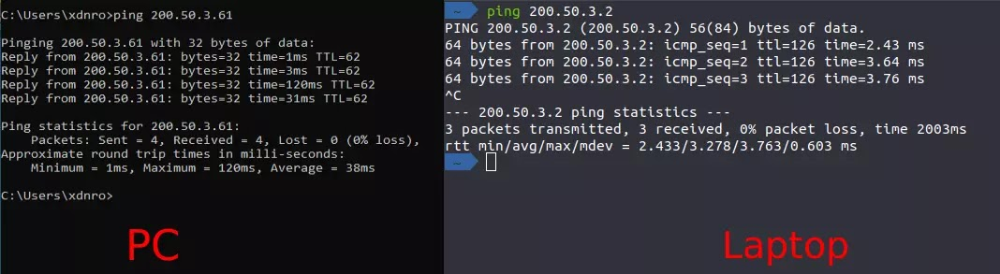 C:\Users\xdnro>ping 200.50.3.61
Pinging 200.50.3.61 with 32 bytes of data:
Reply from 200.50.3.61: bytes=32 time=1ms TTL=62
Reply from 200.50.3.61: bytes=32 time=3ms TTL=62
Reply from 200.50.3.61: bytes=32 time=120ms TTL=62
Reply from 200.50.3.61: bytes=32 time=31ms TTL=62
Ping statistics for 200.50.3.61:
    Packets: Sent = 4, Received = 4, Lost = 0 (0% loss),
Approximate round trip times in milli-seconds:
    Minimum = 1ms, Maximum = 120ms, Average = 38ms
C:\Users\xdnro>
PC
~ ping 200.50.3.2
PING 200.50.3.2 (200.50.3.2) 56(84) bytes of data.
64 bytes from 200.50.3.2: icmp_seq=1 ttl=126 time=2.43 ms
64 bytes from 200.50.3.2: icmp_seq=2 ttl=126 time=3.64 ms
64 bytes from 200.50.3.2: icmp_seq=3 ttl=126 time=3.76 ms
^C
--- 200.50.3.2 ping statistics ---
3 packets transmitted, 3 received, 0% packet loss, time 2003ms
rtt min/avg/max/mdev = 2.433/3.278/3.763/0.603 ms
~
Laptop